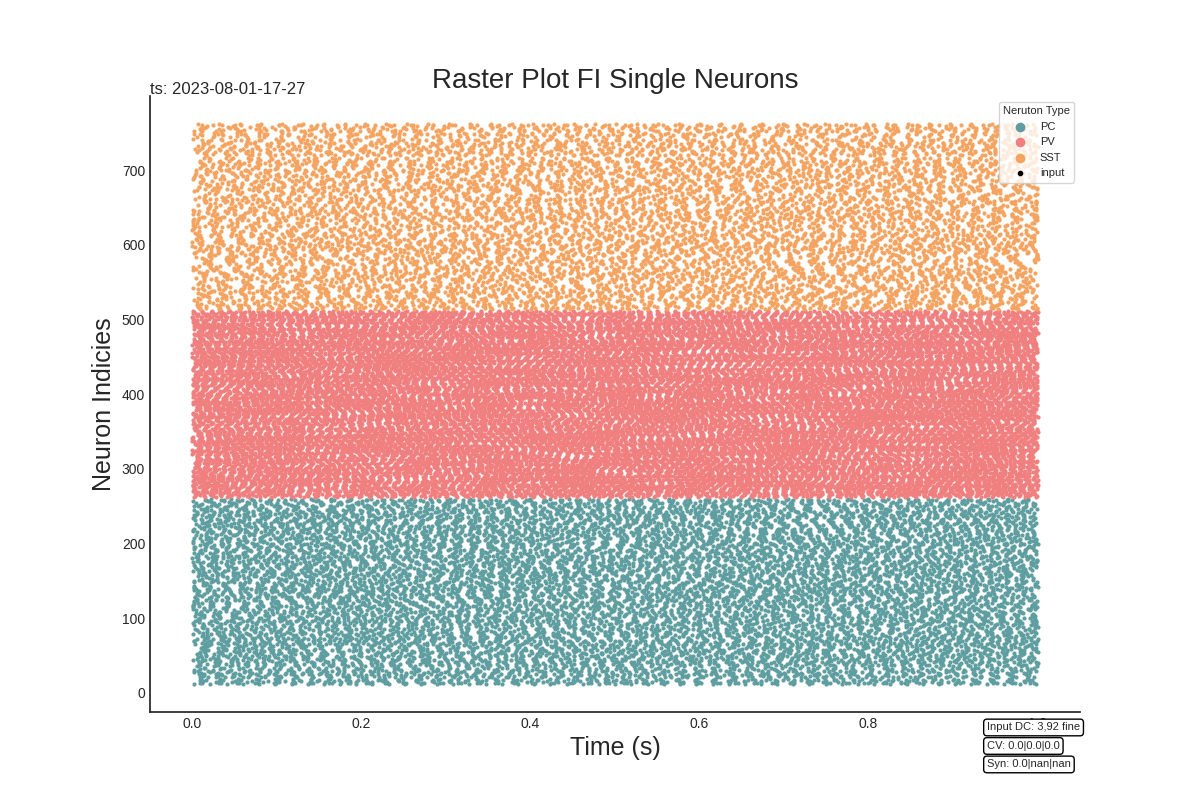 Raster Plot FI Single Neurons
ts: 2023-08-01-17-27
Neruton Type
PC
PV
SST
input
Neuron Indicies
700
600
500
400
300
200
100
0
0.0
0.2
0.4
0.6
0.8
Time (s)
Input DC: 3,92 fine
CV: 0.0|0.0|0.0
Syn: 0.0|nan|nan